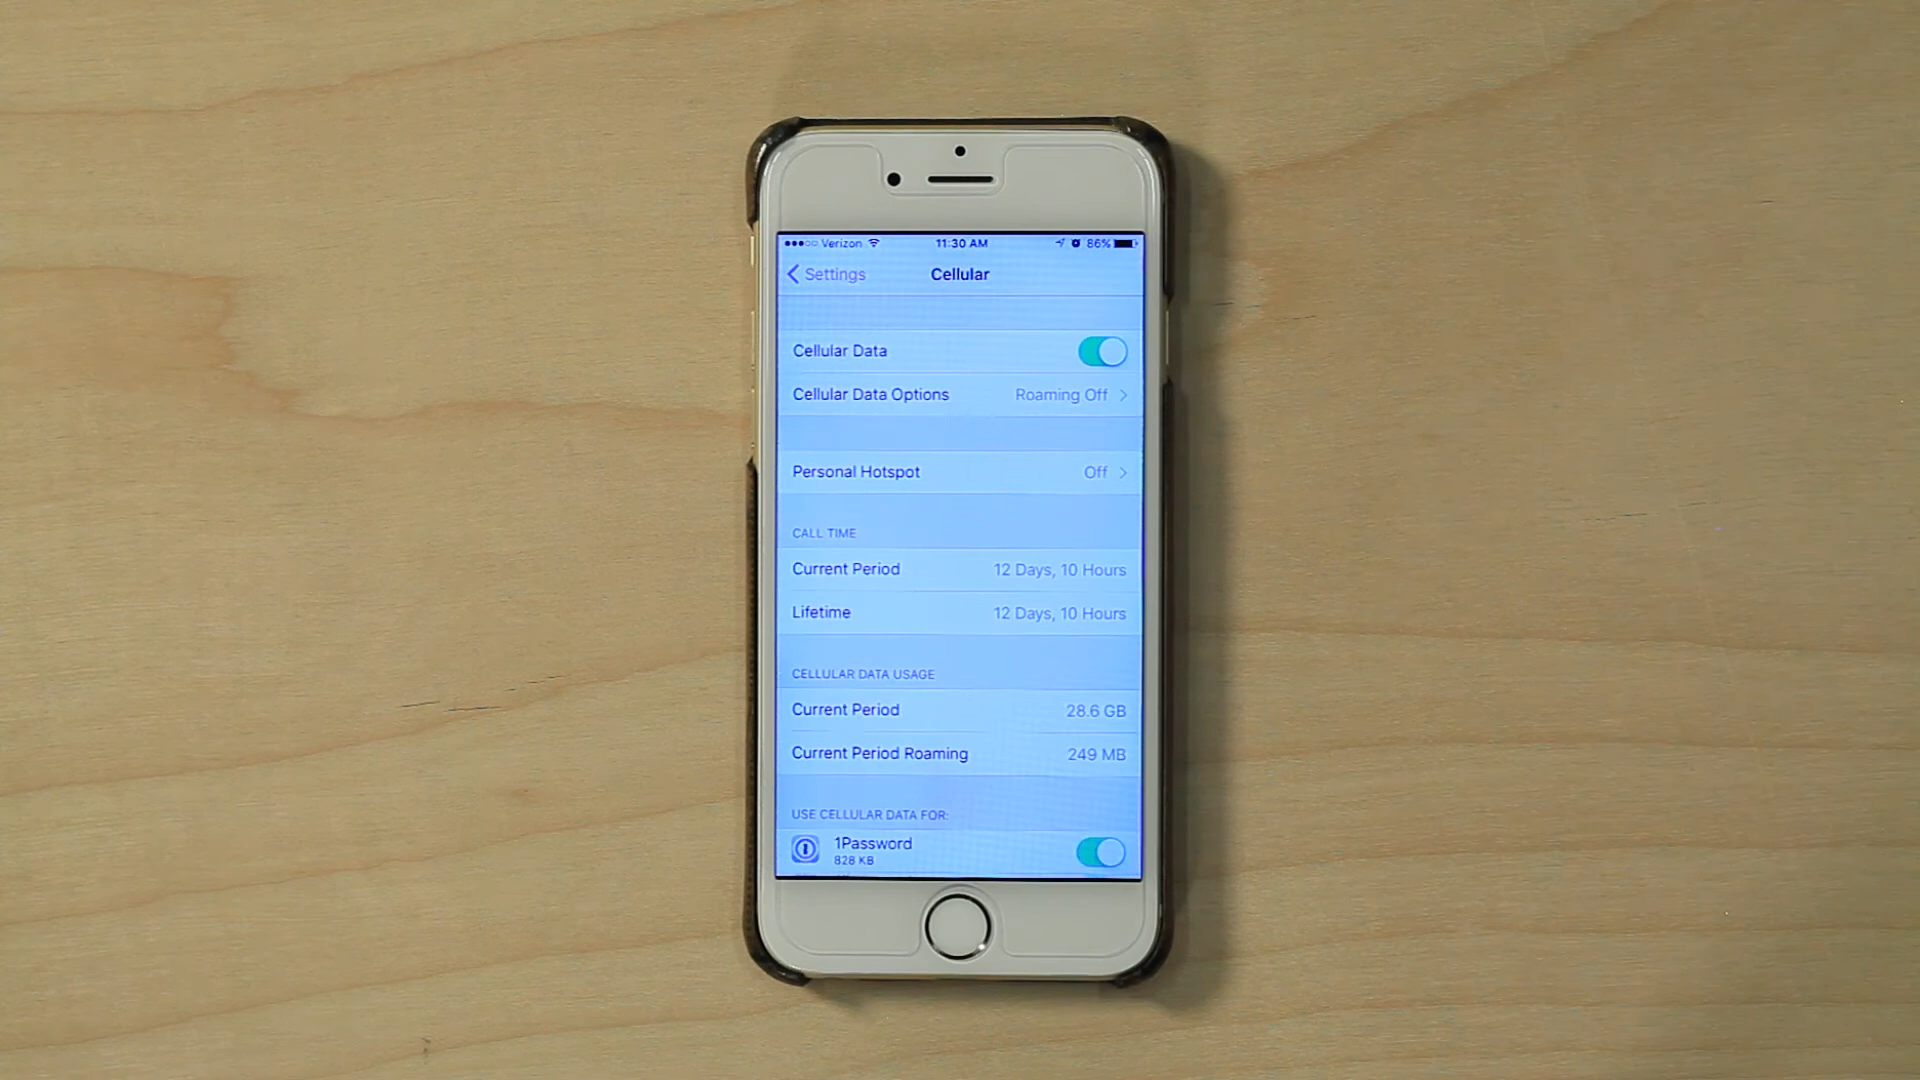 Verizon 11:30 AM 86%
Settings Cellular
Cellular Data
Cellular Data Options Roaming Off
Personal Hotspot Off
CALL TIME
Current Period 12 Days, 10 Hours
Lifetime 12 Days, 10 Hours
CELLULAR DATA USAGE
Current Period 28.6 GB
Current Period Roaming 249 MB
USE CELLULAR DATA FOR:
1Password
828 KB